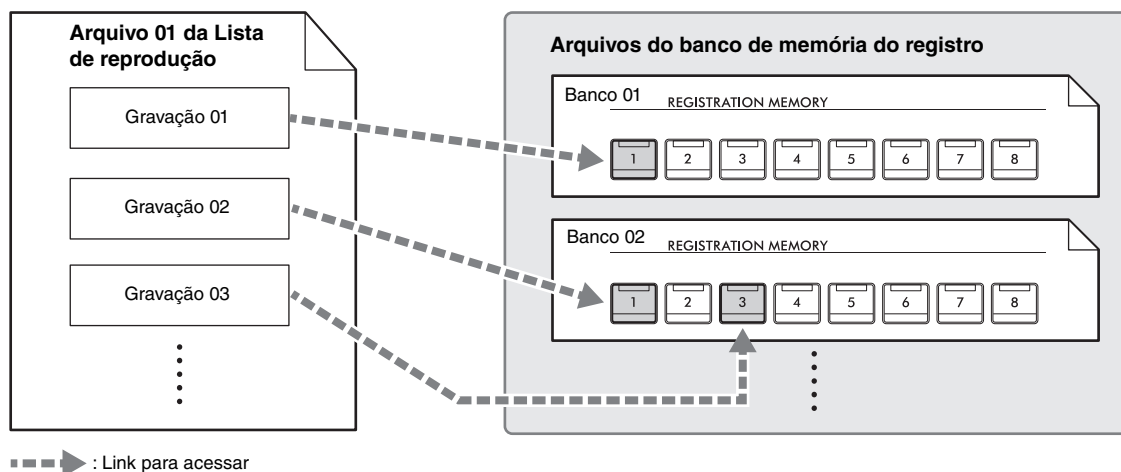 Arquivo 01 da Lista
de reprodução
Gravação 01
Gravação 02
Gravação 03
Arquivos do banco de memória do registro
Banco 01 REGISTRATION MEMORY
1 2 3 4 5 6 7 8
Banco 02 REGISTRATION MEMORY
1 2 3 4 5 6 7 8
: Link para acessar